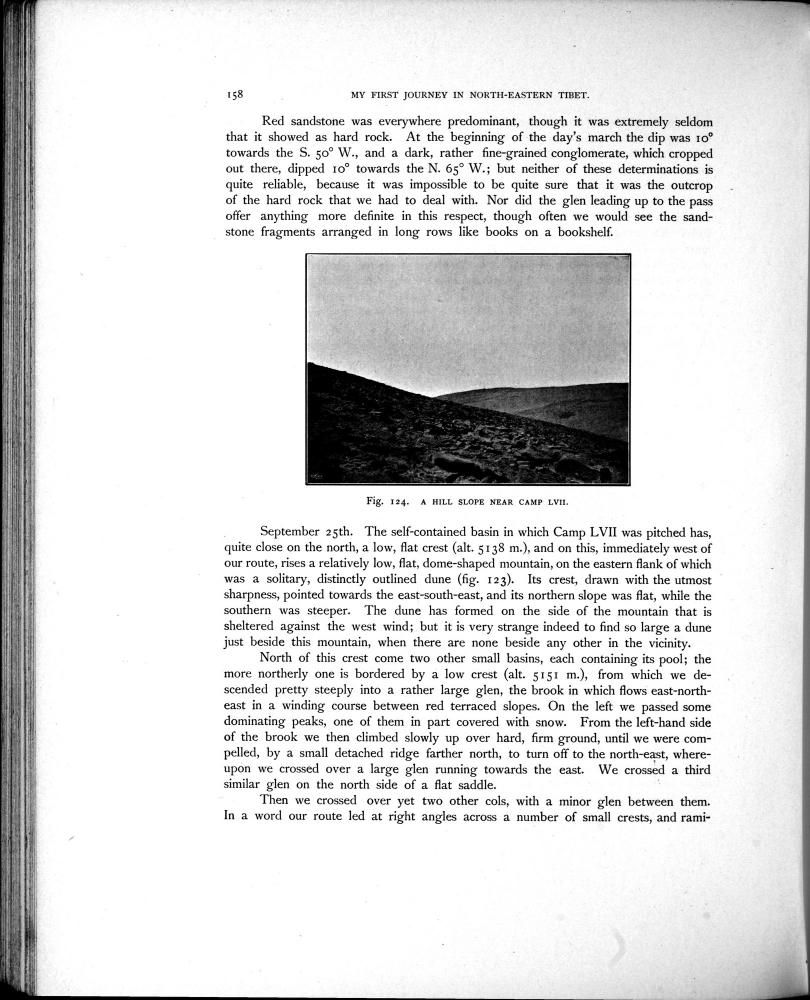 158 MY FIRST JOURNEY IN NORTH-EASTERN TIBET.
Red sandstone was everywhere predominant, though it was extremely seldom
that it showed as hard rock. At the beginning of the day's march the dip was 10°
towards the S. 50° W., and a dark, rather fine-grained conglomerate, which cropped
out there, dipped 10° towards the N. 65° W.; but neither of these determinations is
quite reliable, because it was impossible to be quite sure that it was the outcrop
of the hard rock that we had to deal with. Nor did the glen leading up to the pass
offer anything more definite in this respect, though often we would see the sand-
stone fragments arranged in long rows like books on a bookshelf.
Fig. 124. A HILL SLOPE NEAR CAMP LVII.
September 25th. The self-contained basin in which Camp LVII was pitched has,
quite close on the north, a low, flat crest (alt. 5138 m.), and on this, immediately west of
our route, rises a relatively low, flat, dome-shaped mountain, on the eastern flank of which
was a solitary, distinctly outlined dune (fig. 123). Its crest, drawn with the utmost
sharpness, pointed towards the east-south-east, and its northern slope was flat, while the
southern was steeper. The dune has formed on the side of the mountain that is
sheltered against the west wind; but it is very strange indeed to find so large a dune
just beside this mountain, when there are none beside any other in the vicinity.
North of this crest come two other small basins, each containing its pool; the
more northerly one is bordered by a low crest (alt. 5151 m.), from which we de-
scended pretty steeply into a rather large glen, the brook in which flows east-north-
east in a winding course between red terraced slopes. On the left we passed some
dominating peaks, one of them in part covered with snow. From the left-hand side
of the brook we then climbed slowly up over hard, firm ground, until we were com-
pelled, by a small detached ridge farther north, to turn off to the north-east, where-
upon we crossed over a large glen running towards the east. We crossed a third
similar glen on the north side of a flat saddle.
Then we crossed over yet two other cols, with a minor glen between them.
In a word our route led at right angles across a number of small crests, and rami-